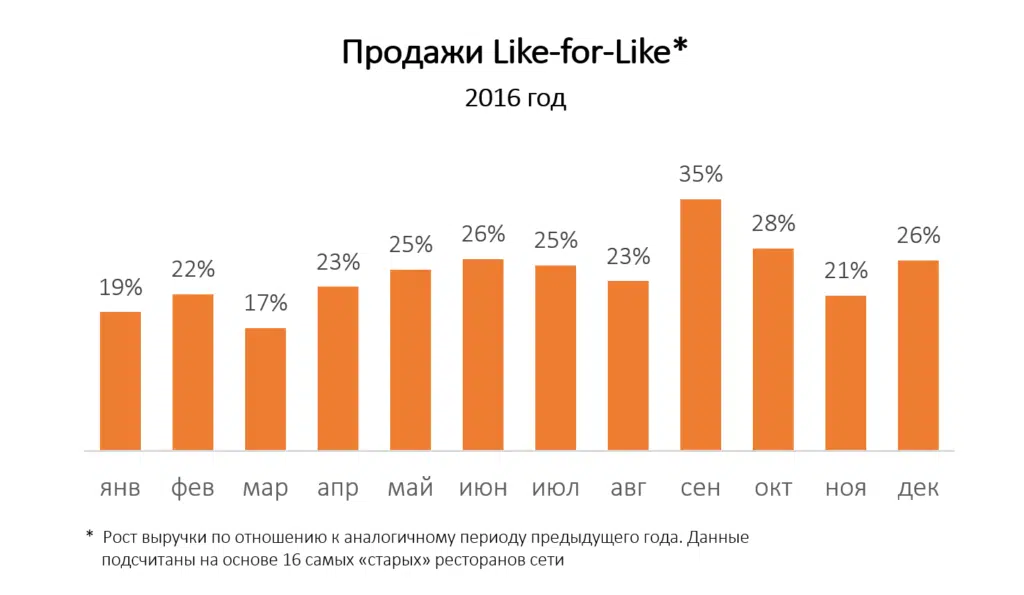 Продажи Like-for-Like*
2016 год
19% 22% 17% 23% 25% 26% 25% 23% 35% 28% 21% 26%
янв фев мар апр май июн июл авг сен окт ноя дек
* Рост выручки по отношению к аналогичному периоду предыдущего года. Данные
подсчитаны на основе 16 самых «старых» ресторанов сети